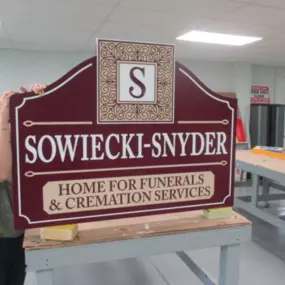 S
SOWIECKI-SNYDER
HOME FOR FUNERALS
& CREMATION SERVICES